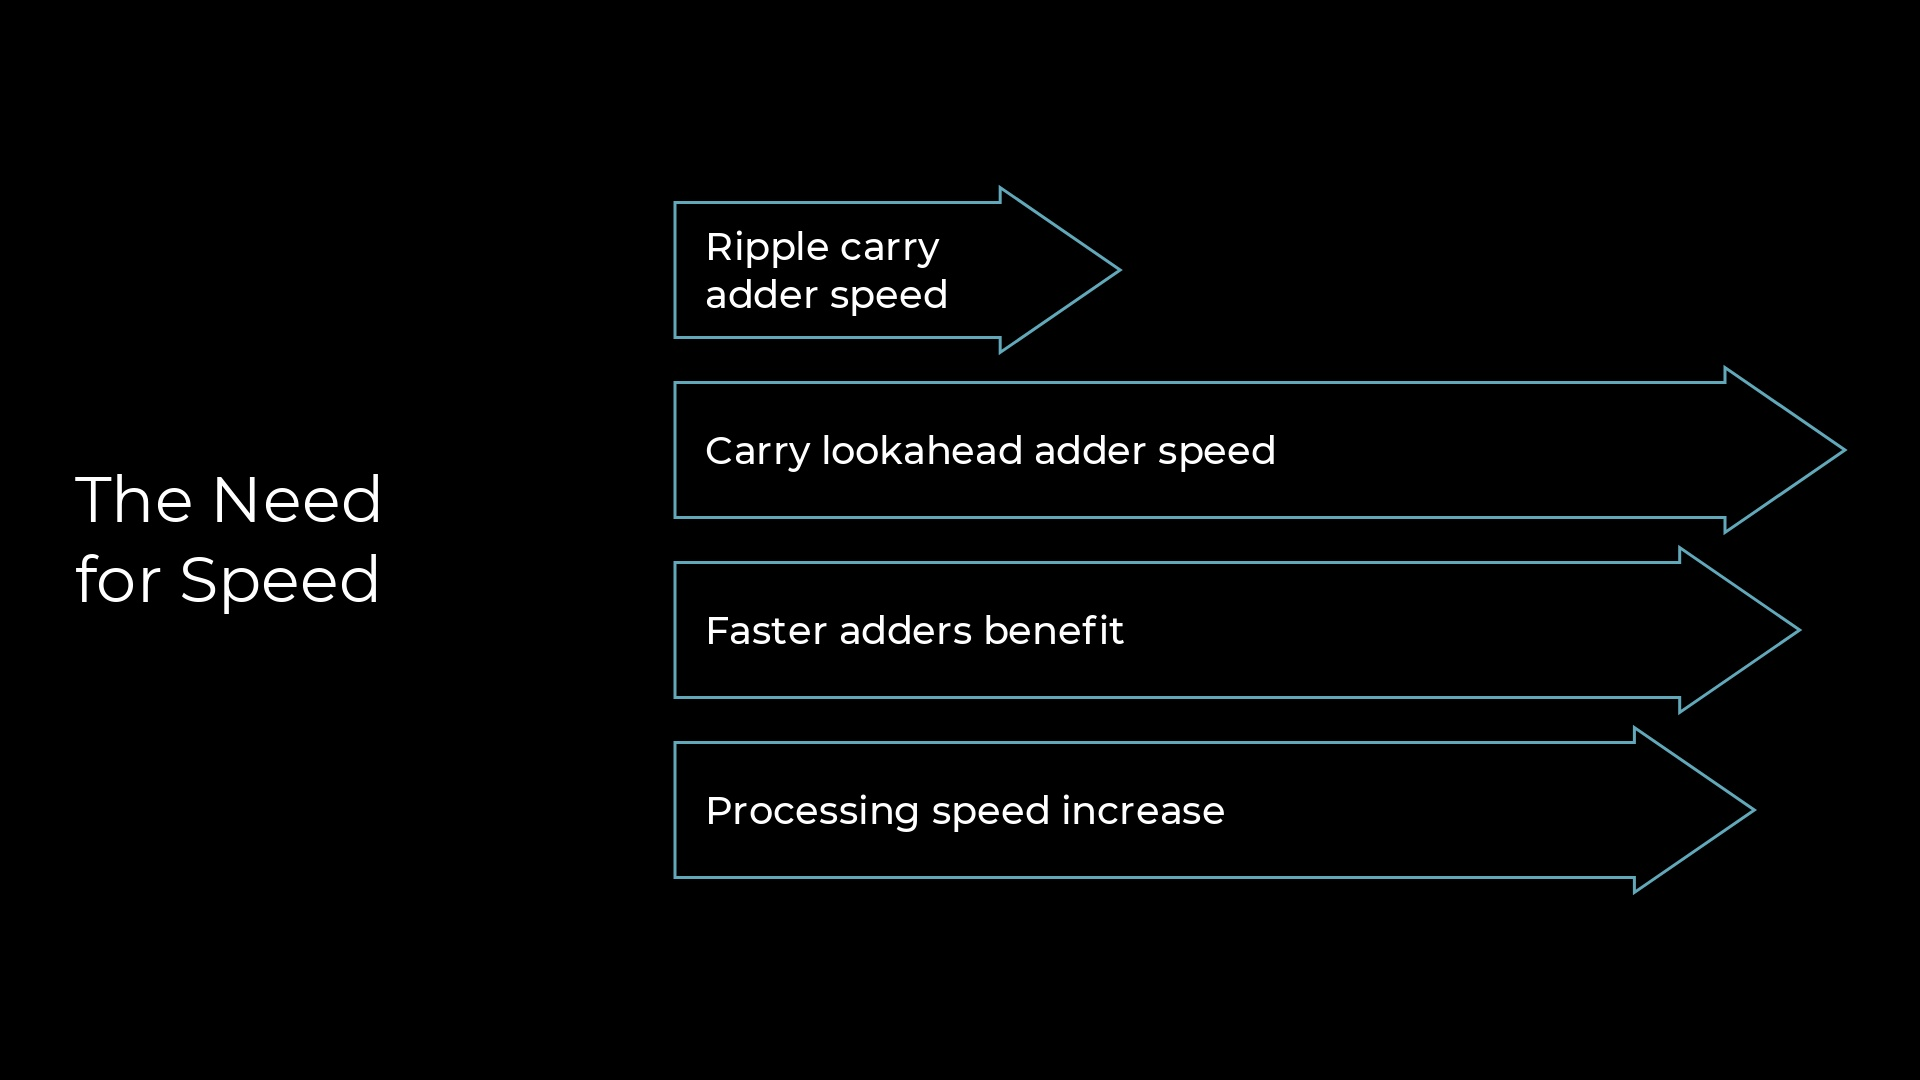 The Need
for Speed
Ripple carry
adder speed
Carry lookahead adder speed
Faster adders benefit
Processing speed increase